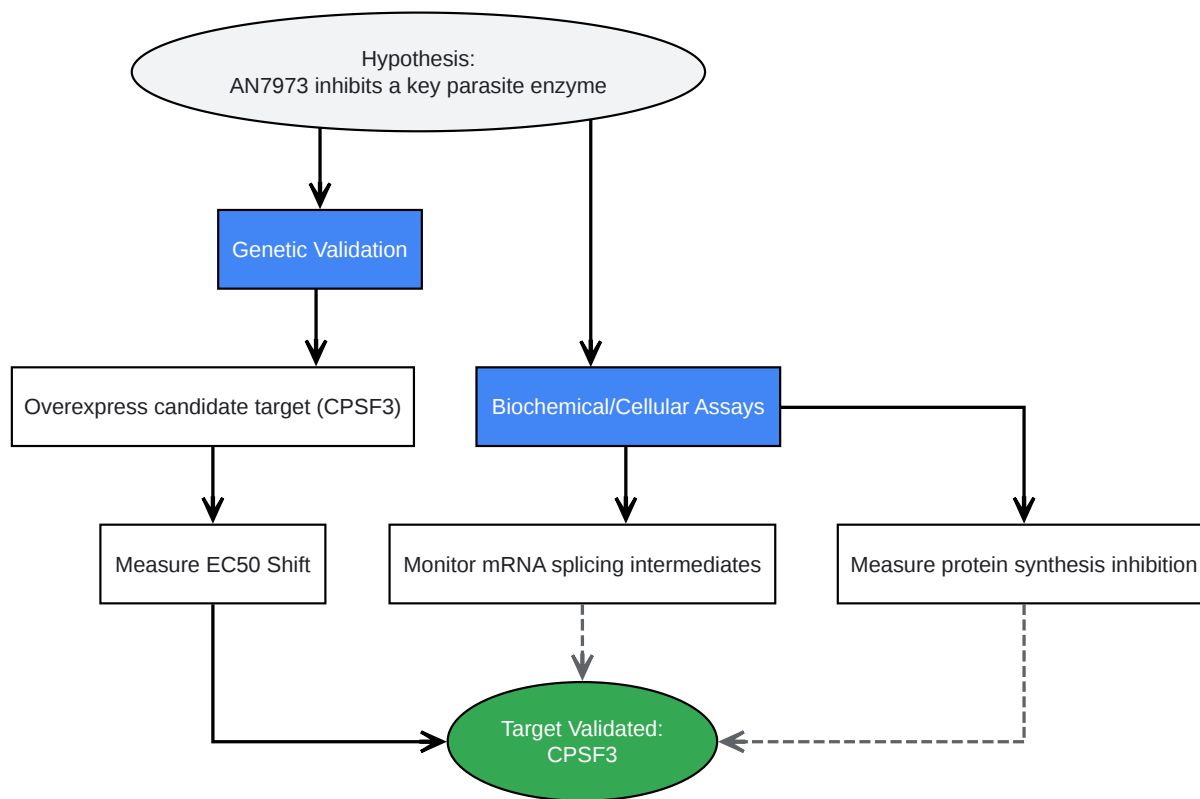 Hypothesis:
AN7973 inhibits a key parasite enzyme
Genetic Validation
Overexpress candidate target (CPSF3)
Biochemical/Cellular Assays
Measure EC50 Shift
Monitor mRNA splicing intermediates
Measure protein synthesis inhibition
Target Validated:
CPSF3